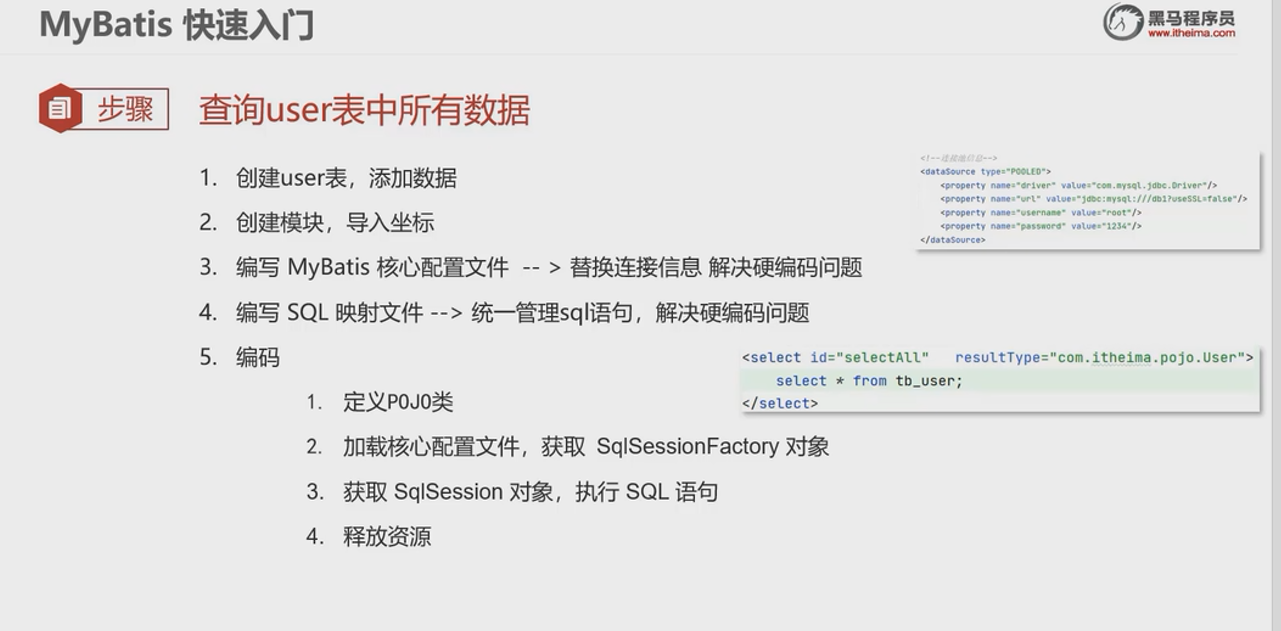 MyBatis 快速入门
黑马程序员
www.itheima.com
步骤
查询user表中所有数据
1. 创建user表，添加数据
2. 创建模块，导入坐标
3. 编写 MyBatis 核心配置文件 -- > 替换连接信息 解决硬编码问题
4. 编写 SQL 映射文件 --> 统一管理sql语句，解决硬编码问题
5. 编码
1. 定义POJO类
2. 加载核心配置文件，获取 SqlSessionFactory 对象
3. 获取 SqlSession 对象，执行 SQL 语句
4. 释放资源
<!--连接池信息-->
<dataSource type="POOLED">
<property name="driver" value="com.mysql.jdbc.Driver"/>
<property name="url" value="jdbc:mysql:///db1?useSSL=false"/>
<property name="username" value="root"/>
<property name="password" value="1234"/>
</dataSource>
<select id="selectAll" resultType="com.itheima.pojo.User">
select * from tb_user;
</select>